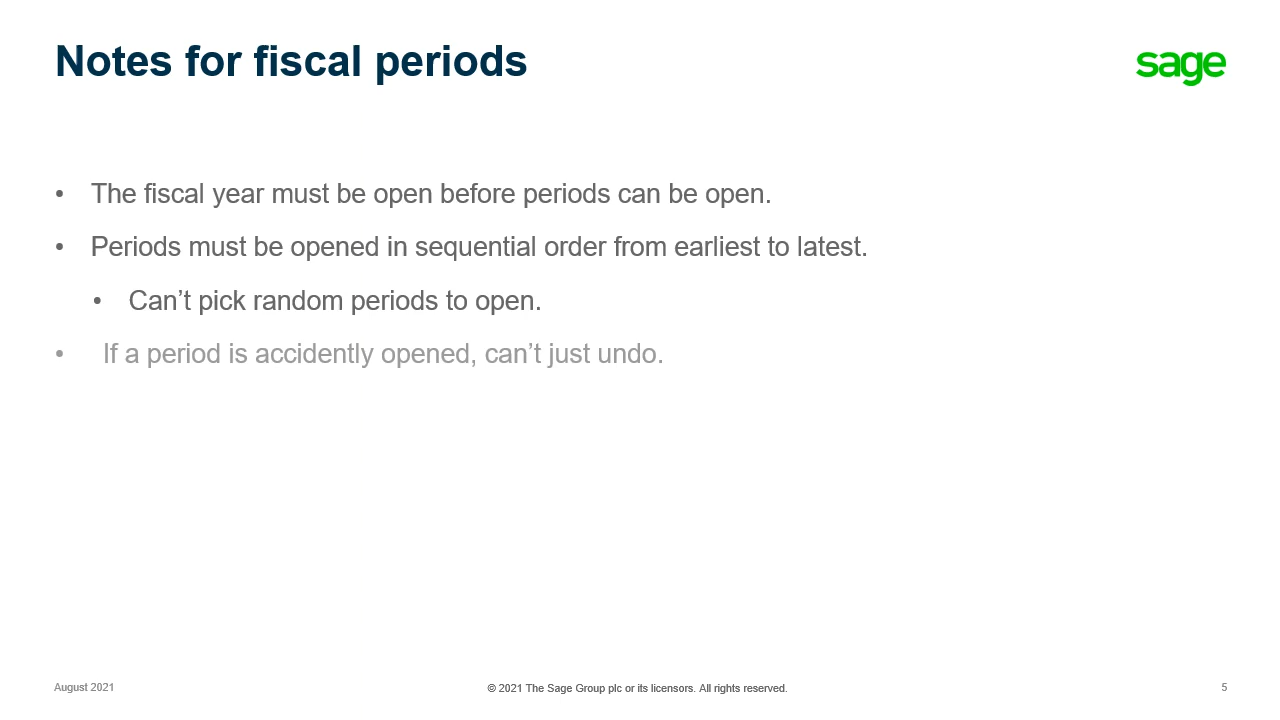 Notes for fiscal periods
sage
• The fiscal year must be open before periods can be open.
• Periods must be opened in sequential order from earliest to latest.
• Can’t pick random periods to open.
• If a period is accidently opened, can’t just undo.
August 2021
© 2021 The Sage Group plc or its licensors. All rights reserved.
5